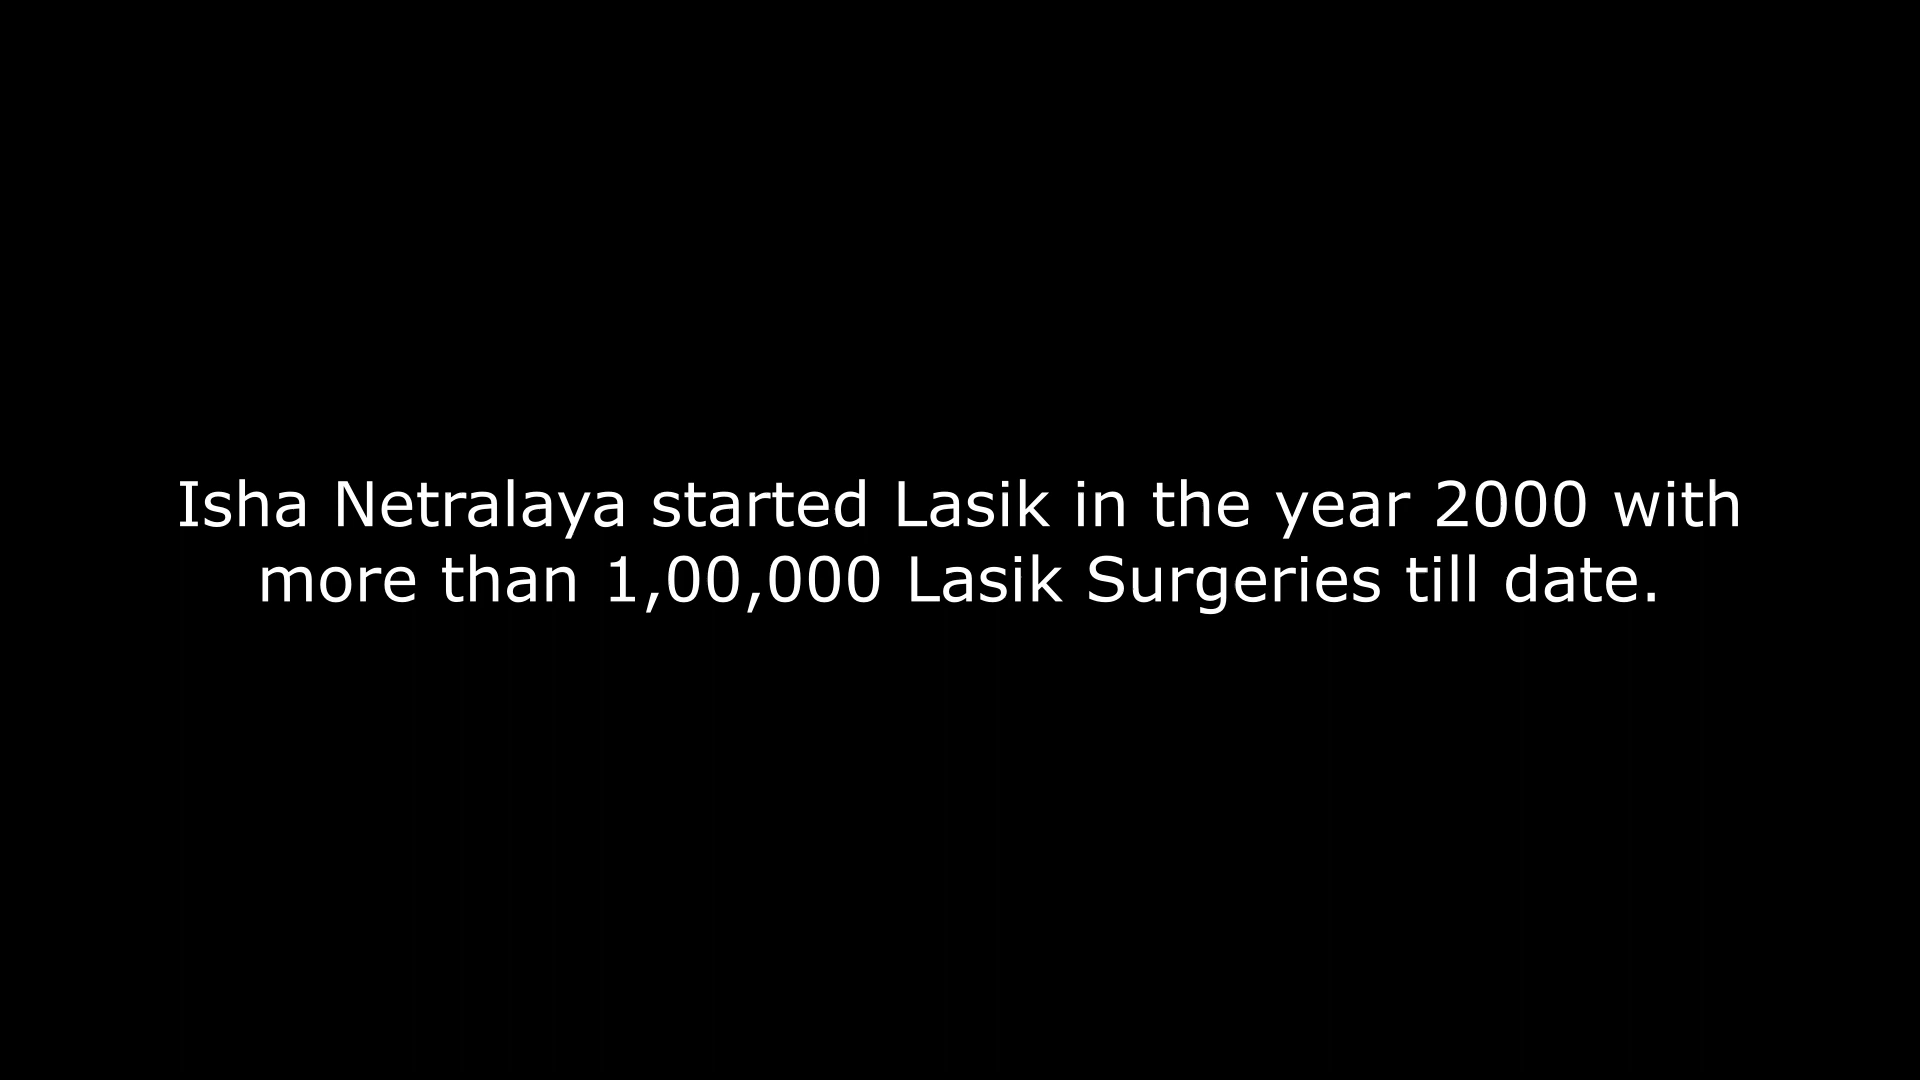 Isha Netralaya started Lasik in the year 2000 with
more than 1,00,000 Lasik Surgeries till date.